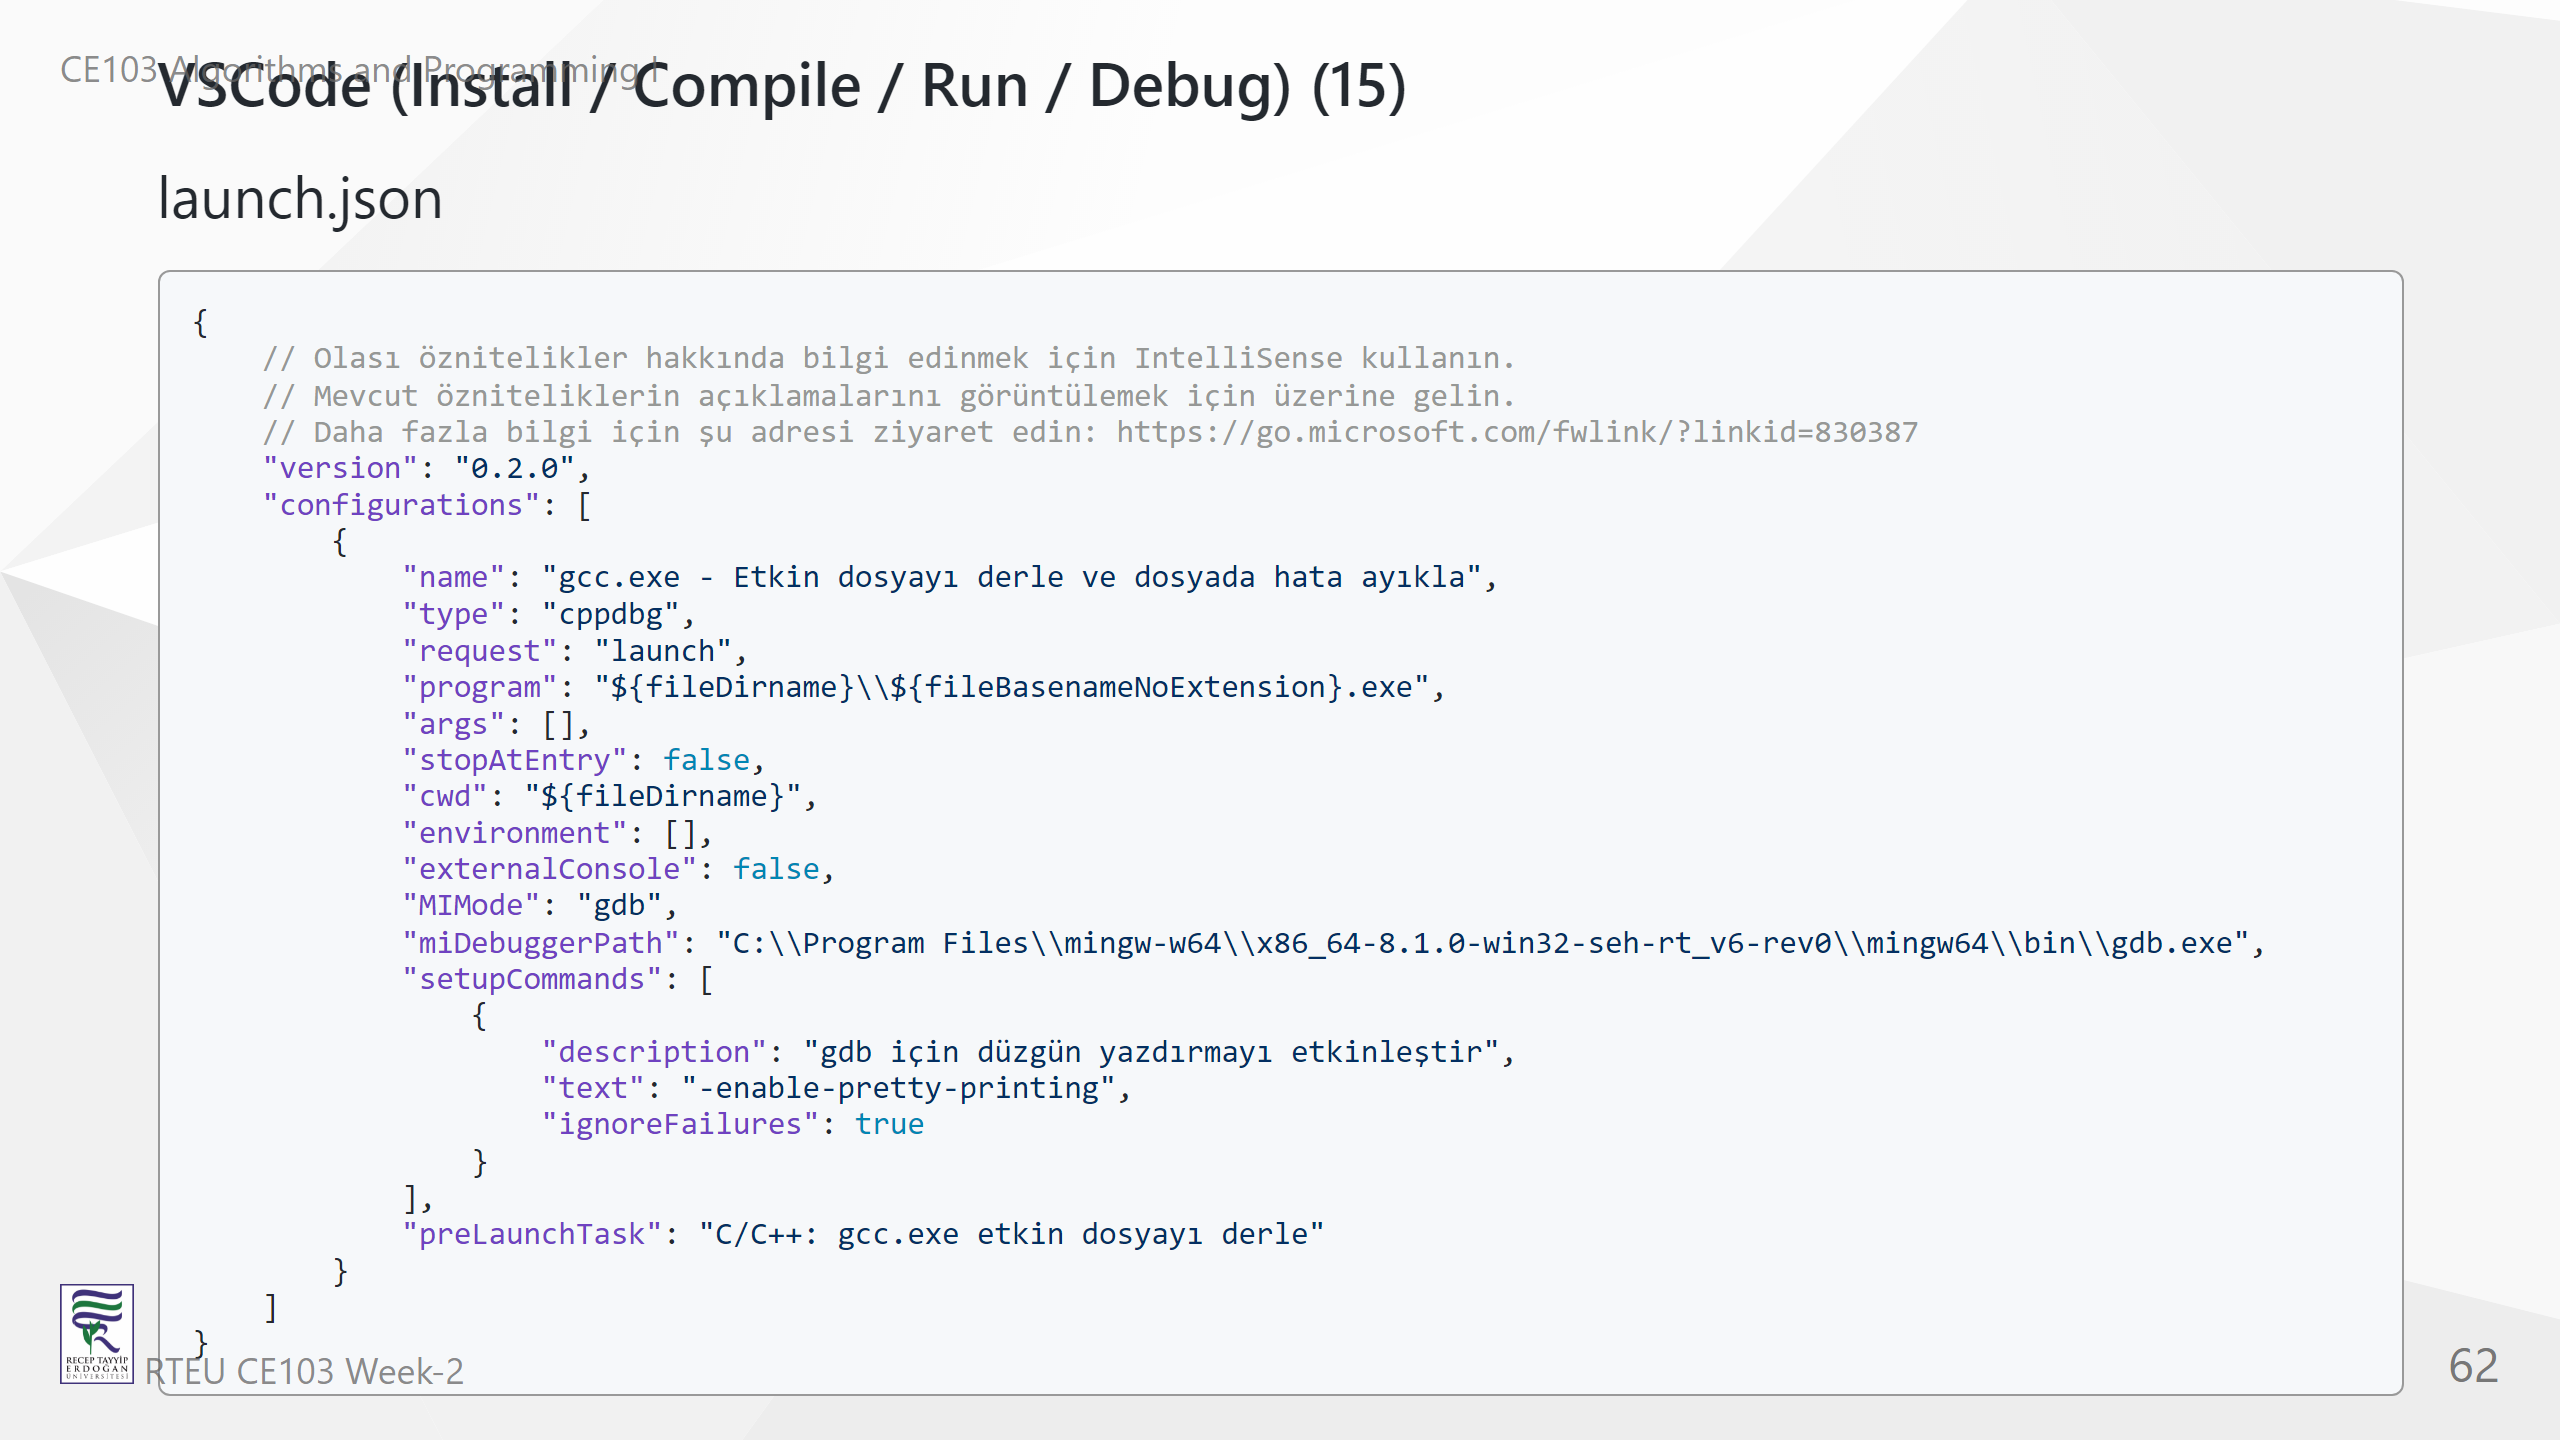 CE103 Algorithms and Programming I
VSCode (Install / Compile / Run / Debug) (15)
launch.json
{
    // Olası öznitelikler hakkında bilgi edinmek için IntelliSense kullanın.
    // Mevcut özniteliklerin açıklamalarını görüntülemek için üzerine gelin.
    // Daha fazla bilgi için şu adresi ziyaret edin: https://go.microsoft.com/fwlink/?linkid=830387
    "version": "0.2.0",
    "configurations": [
        {
            "name": "gcc.exe - Etkin dosyayı derle ve dosyada hata ayıkla",
            "type": "cppdbg",
            "request": "launch",
            "program": "${fileDirname}\\${fileBasenameNoExtension}.exe",
            "args": [],
            "stopAtEntry": false,
            "cwd": "${fileDirname}",
            "environment": [],
            "externalConsole": false,
            "MIMode": "gdb",
            "miDebuggerPath": "C:\\Program Files\\mingw-w64\\x86_64-8.1.0-win32-seh-rt_v6-rev0\\mingw64\\bin\\gdb.exe",
            "setupCommands": [
                {
                    "description": "gdb için düzgün yazdırmayı etkinleştir",
                    "text": "-enable-pretty-printing",
                    "ignoreFailures": true
                }
            ],
            "preLaunchTask": "C/C++: gcc.exe etkin dosyayı derle"
        }
    ]
}
RECEP TAYYİP
ERDOĞAN
ÜNİVERSİTESİ
RTEU CE103 Week-2
62